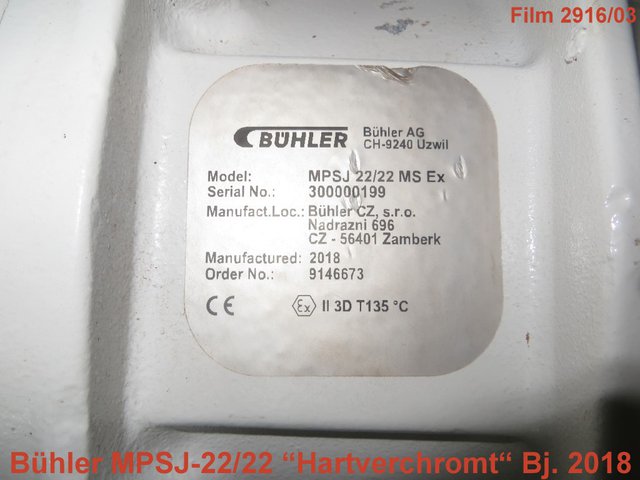 Film 2916/03
BÜHLER
Bühler AG
CH-9240 Uzwil
Model: MPSJ 22/22 MS Ex
Serial No.: 300000199
Manufact.Loc.: Bühler CZ, s.r.o.
Nadrazni 696
CZ - 56401 Zamberk
Manufactured: 2018
Order No.: 9146673
CE Ex II 3D T135 °C
Bühler MPSJ-22/22 “Hartverchromt“ Bj. 2018